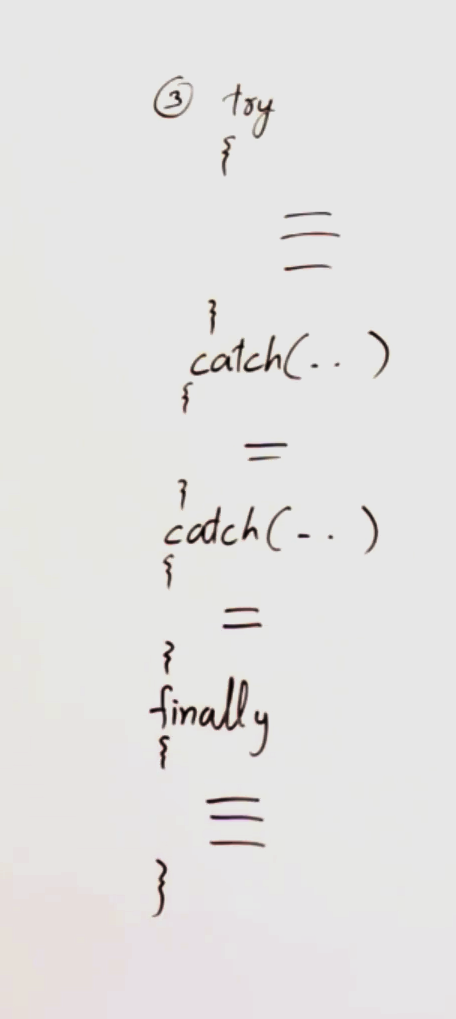 ③ try
{
}
catch(.. )
{
}
catch(-. )
{
}
finally
{
}